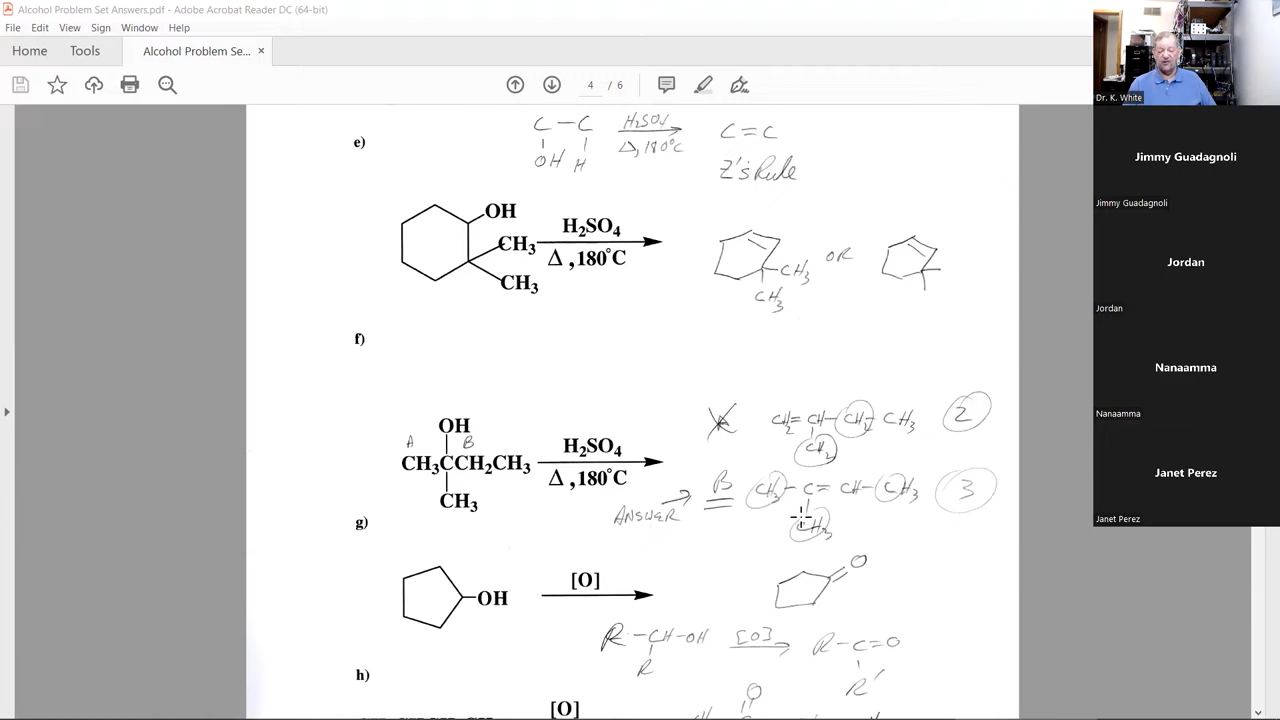 Alcohol Problem Set Answers.pdf - Adobe Acrobat Reader DC (64-bit)
File Edit View Sign Window Help
Home Tools Alcohol Problem Se... ×
4 / 6
Dr. K. White
Jimmy Guadagnoli
Jimmy Guadagnoli
Jordan
Jordan
Nanaamma
Nanaamma
Janet Perez
Janet Perez
e)
C – C H₂SO₄ C = C
OH H Δ, 180°C
Z's Rule
OH
CH₃ H₂SO₄
Δ ,180°C
CH₃
CH₃ OR
CH₃
f)
OH
A B
CH₃CCH₂CH₃ H₂SO₄
Δ ,180°C
CH₃
CH₂ = CH – CH₂ – CH₃ 2
CH₂
ANSWER B CH₃ – C = CH – CH₃ 3
CH₃
g)
OH [O] O
R – CH – OH [O] R – C = O
R R'
h)
[O] O